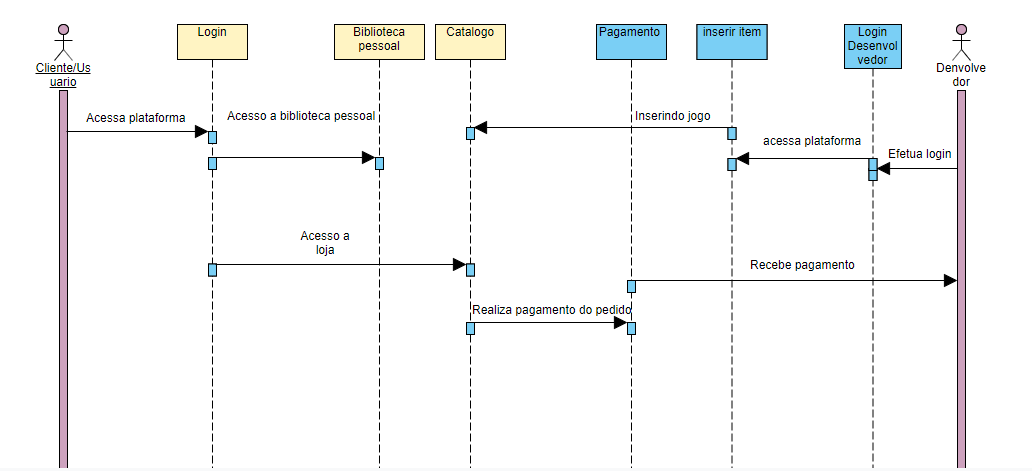 Login
Biblioteca
pessoal
Catalogo
Pagamento
inserir item
Login
Desenvol
vedor
Cliente/Us
uario
Denvolve
dor
Acessa plataforma
Acesso a biblioteca pessoal
Inserindo jogo
acessa plataforma
Efetua login
Acesso a
loja
Recebe pagamento
Realiza pagamento do pedido